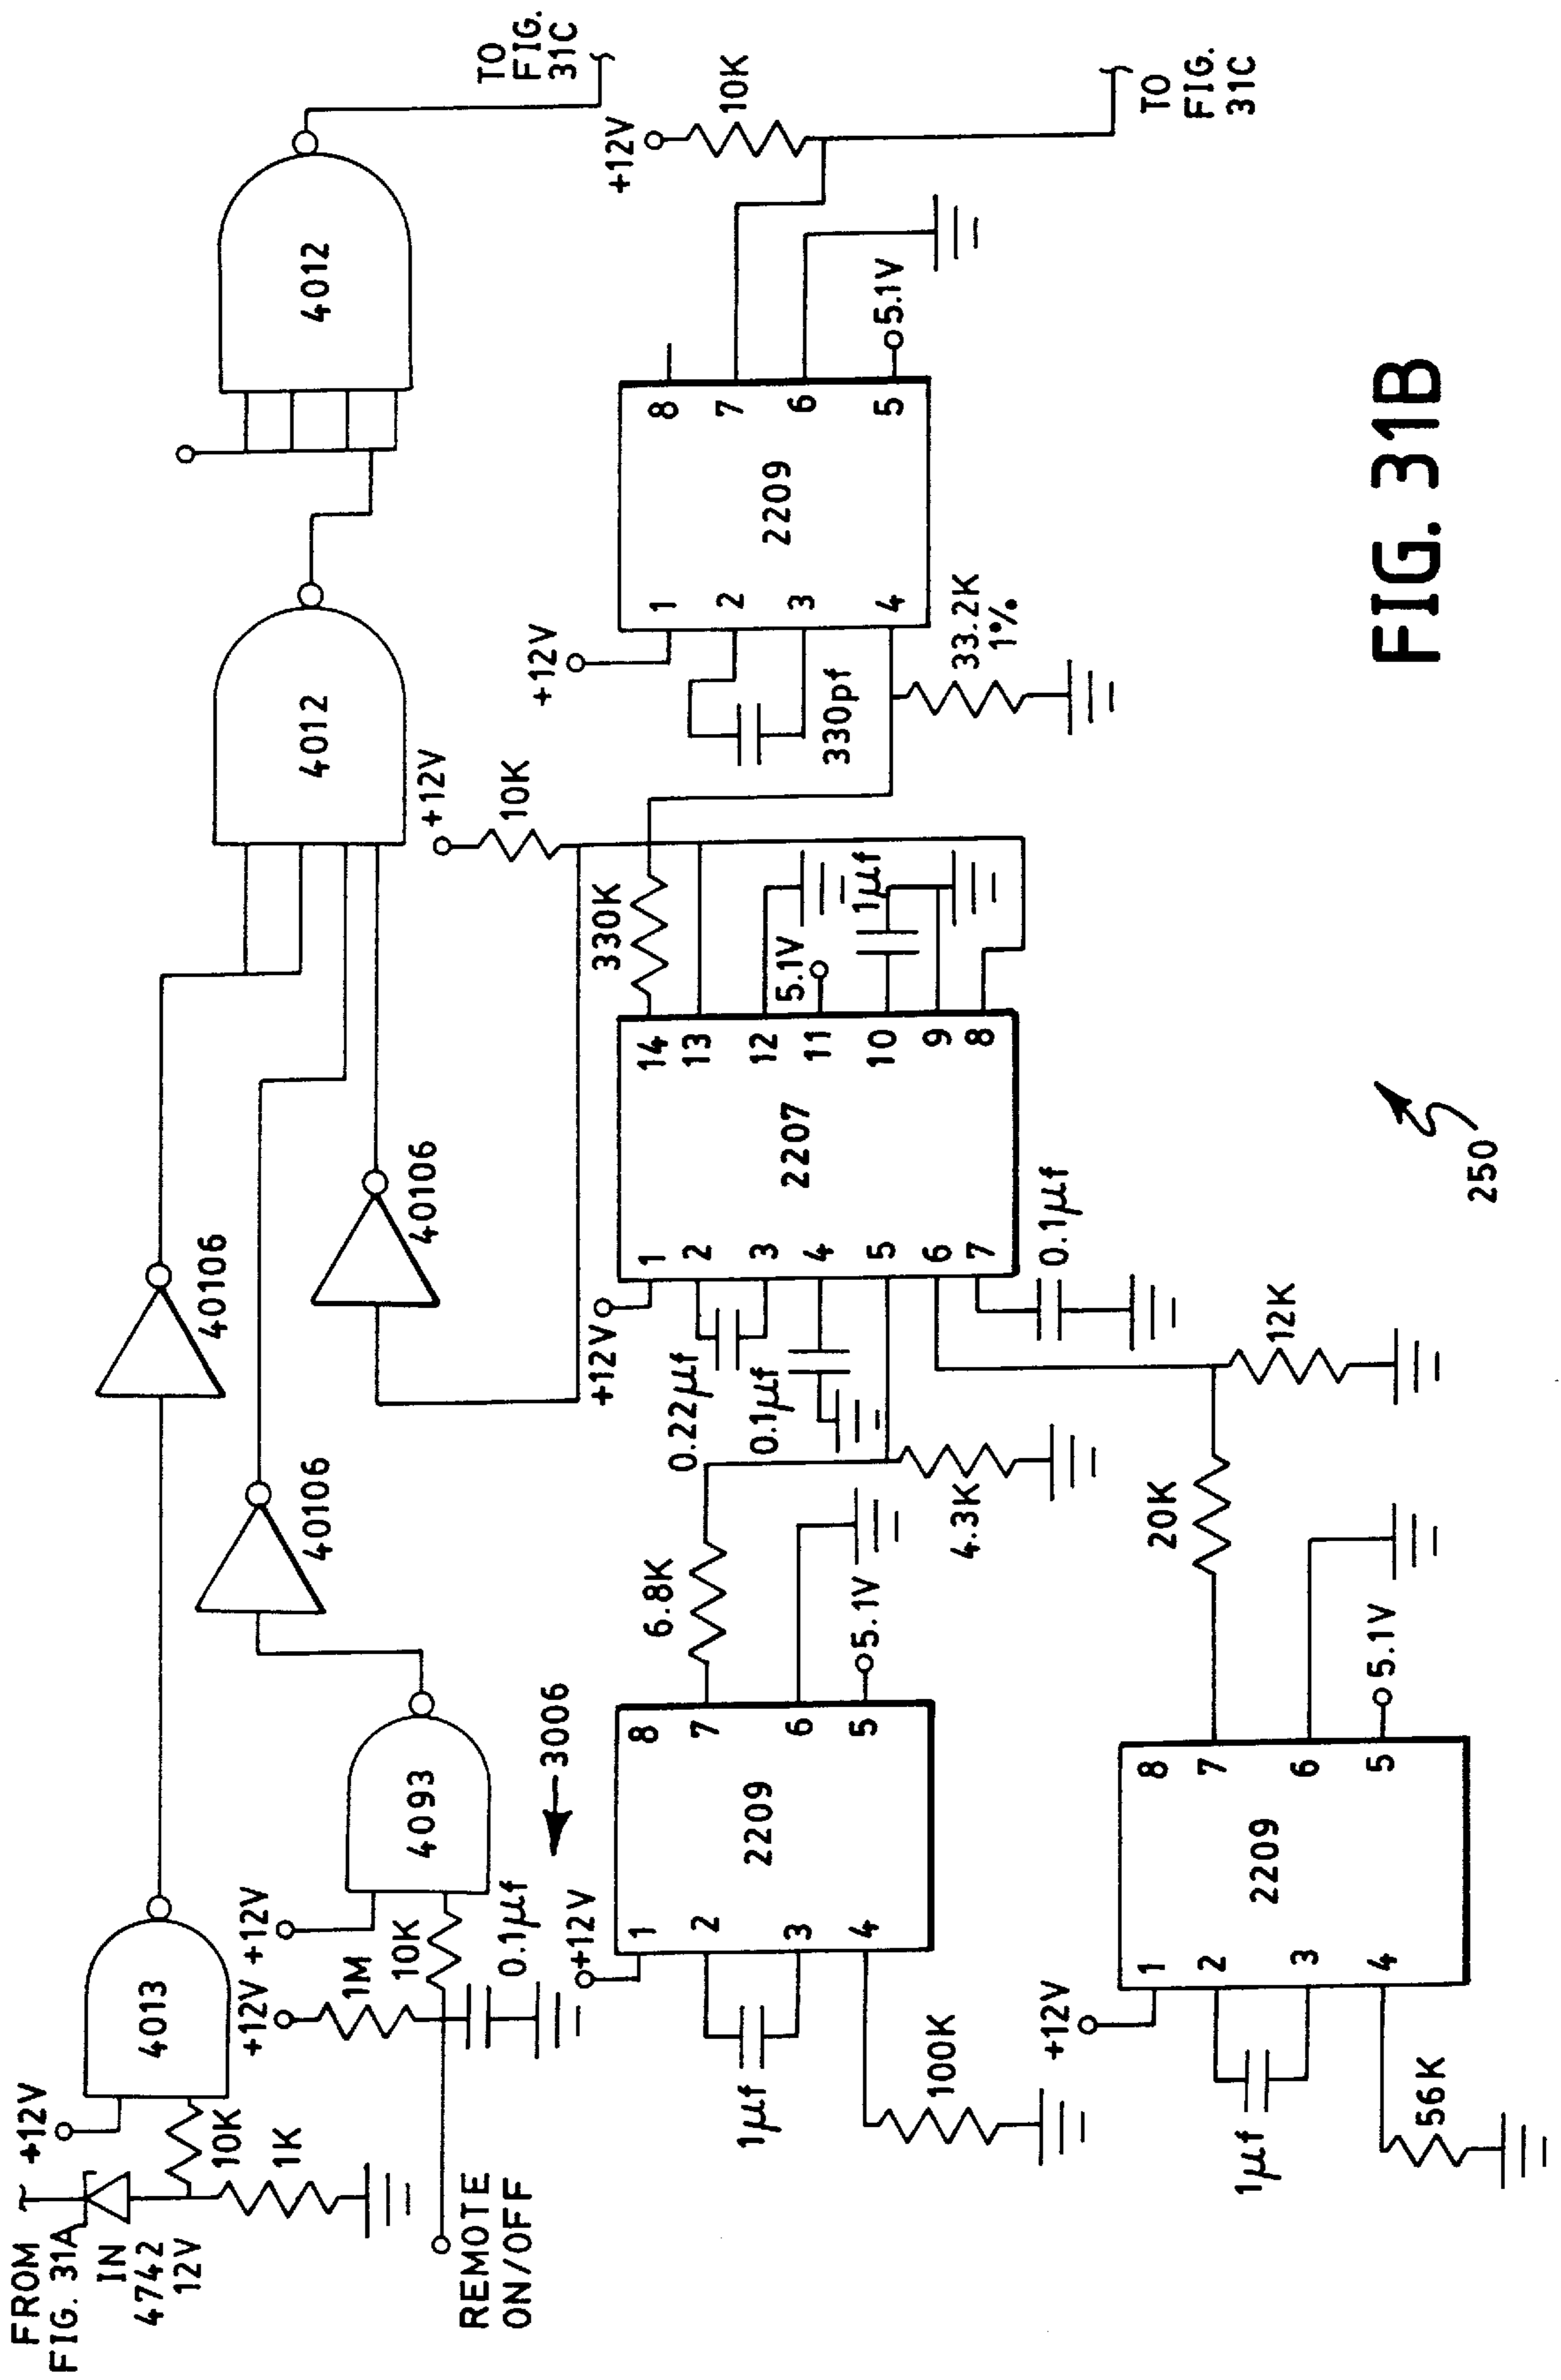 FROM
FIG. 31A
IN
4742
12V
+12V
10K
1K
4013
40106
+12V
+12V
1M
10K
0.1µf
4093
40106
40106
REMOTE
ON/OFF
4012
4012
TO
FIG.
31C
+12V
10K
3006
+12V
1
2
3
4
2209
8
7
6
5
1µf
100K
6.8K
5.1V
4.3K
+12V
0.22µf
0.1µf
1
2
3
4
5
6
7
2207
14
13
12
11
10
9
8
0.1µf
330K
5.1V
1µf
+12V
330pf
1
2
3
4
2209
8
7
6
5
33.2K
1%
5.1V
+12V
10K
TO
FIG.
31C
+12V
1
2
3
4
2209
8
7
6
5
1µf
56K
5.1V
20K
12K
250
FIG. 31B